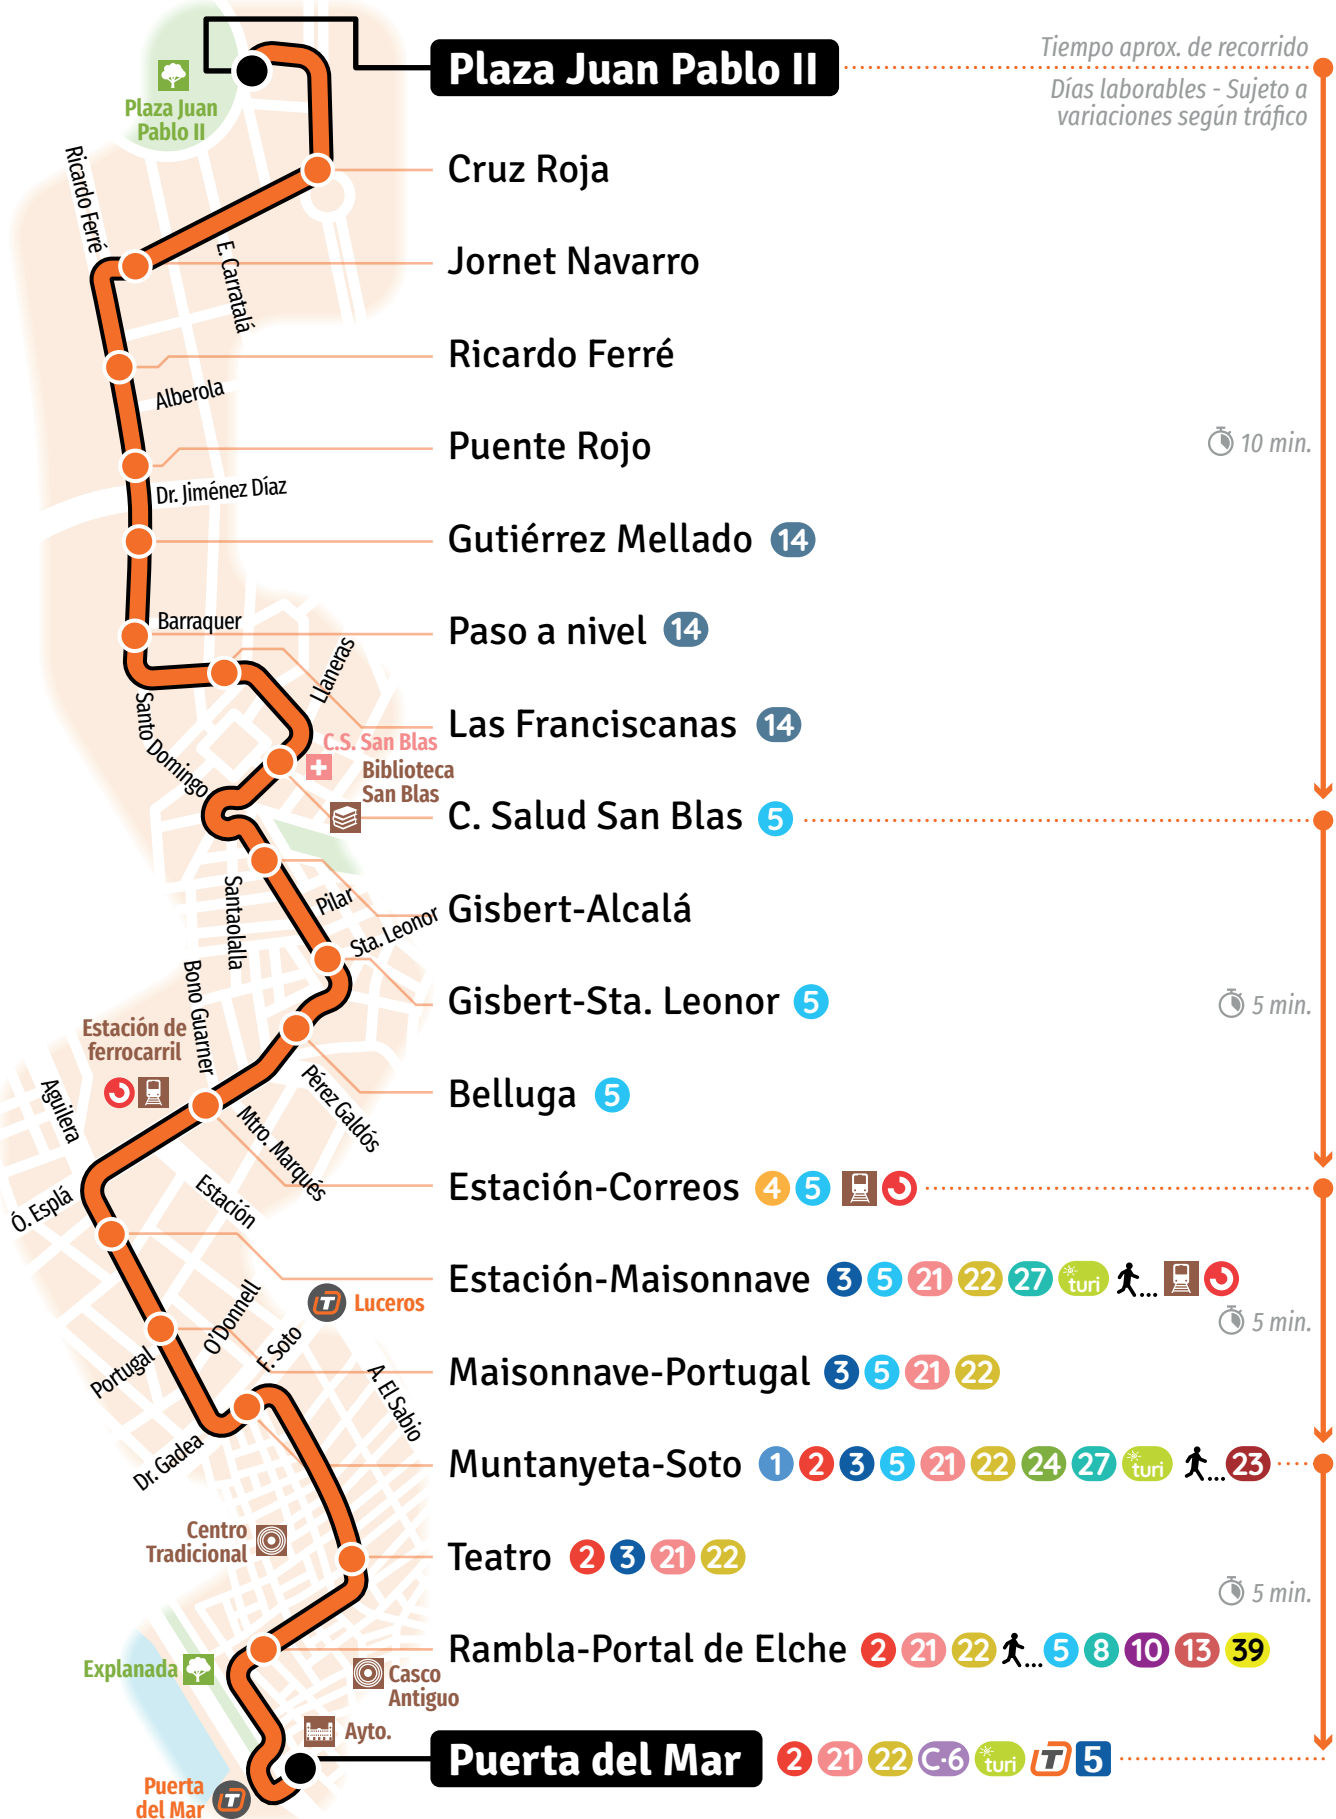 Plaza Juan Pablo II
Tiempo aprox. de recorrido
Días laborables - Sujeto a
variaciones según tráfico
Plaza Juan
Pablo II
Ricardo Ferré
Cruz Roja
E. Carratalá
Jornet Navarro
Ricardo Ferré
Alberola
Puente Rojo
10 min.
Dr. Jiménez Díaz
Gutiérrez Mellado 14
Barraquer
Paso a nivel 14
Llaneras
Santo Domingo
Las Franciscanas 14
C.S. San Blas
Biblioteca
San Blas
C. Salud San Blas 5
Santaolalla
Pilar
Sta. Leonor
Gisbert-Alcalá
Bono Guarner
Gisbert-Sta. Leonor 5
5 min.
Estación de
ferrocarril
Aguilera
Pérez Galdós
Belluga 5
Mtro. Marqués
Estación-Correos 4 5
Ó. Esplá
Estación
Estación-Maisonnave 3 5 21 22 27 turi ...
Luceros
O'Donnell
F. Soto
5 min.
Portugal
A. El Sabio
Maisonnave-Portugal 3 5 21 22
Dr. Gadea
Muntanyeta-Soto 1 2 3 5 21 22 24 27 turi ... 23
Centro
Tradicional
Teatro 2 3 21 22
5 min.
Rambla-Portal de Elche 2 21 22 ... 5 8 10 13 39
Explanada
Casco
Antiguo
Ayto.
Puerta del Mar 2 21 22 C-6 turi T 5
Puerta
del Mar T